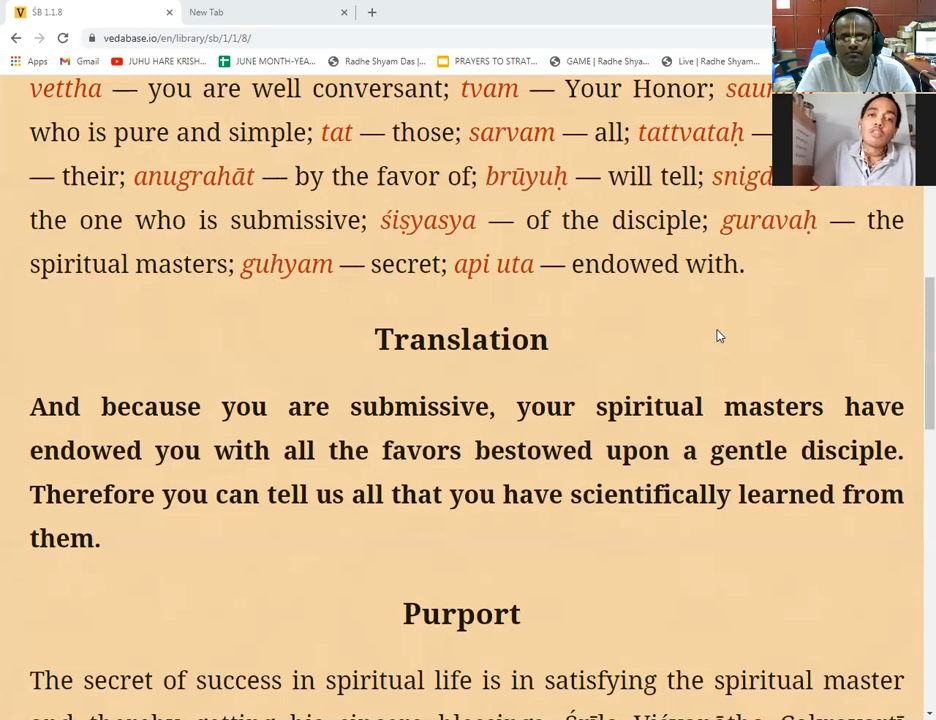 ŚB 1.1.8
New Tab
vedabase.io/en/library/sb/1/1/8/
Apps Gmail JUHU HARE KRISH... JUNE MONTH-YEA... Radhe Shyam Das |... PRAYERS TO STRAT... GAME | Radhe Shyam... Live | Radhe Shyam...
vettha — you are well conversant; tvam — Your Honor;
who is pure and simple; tat — those; sarvam — all; tattvataḥ —
— their; anugrahāt — by the favor of; brūyuḥ — will tell;
the one who is submissive; śiṣyasya — of the disciple; guravaḥ — the
spiritual masters; guhyam — secret; api uta — endowed with.
Translation
And because you are submissive, your spiritual masters have
endowed you with all the favors bestowed upon a gentle disciple.
Therefore you can tell us all that you have scientifically learned from
them.
Purport
The secret of success in spiritual life is in satisfying the spiritual master